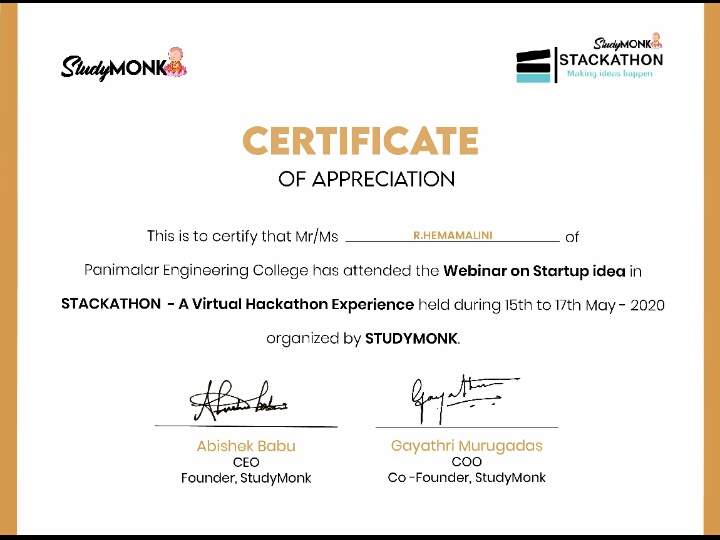 StudyMONK
StudyMONK
STACKATHON
Making ideas happen
CERTIFICATE
OF APPRECIATION
This is to certify that Mr/Ms R.HEMAMALINI of
Panimalar Engineering College has attended the Webinar on Startup idea in
STACKATHON - A Virtual Hackathon Experience held during 15th to 17th May - 2020
organized by STUDYMONK.
Abishek Babu
CEO
Founder, StudyMonk
Gayathri
Gayathri Murugadas
COO
Co -Founder, StudyMonk